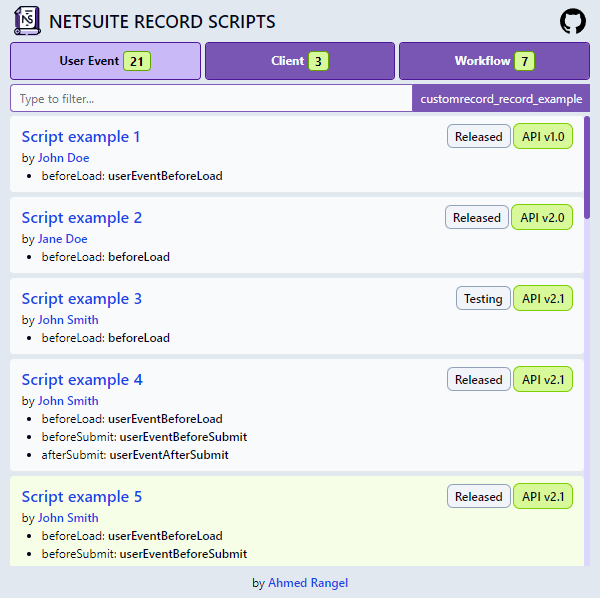 NS
NETSUITE RECORD SCRIPTS
User Event 21
Client 3
Workflow 7
Type to filter...
customrecord_record_example
Script example 1
Released
API v1.0
by John Doe
• beforeLoad: userEventBeforeLoad
Script example 2
Released
API v2.0
by Jane Doe
• beforeLoad: beforeLoad
Script example 3
Testing
API v2.1
by John Smith
• beforeLoad: beforeLoad
Script example 4
Released
API v2.1
by John Smith
• beforeLoad: userEventBeforeLoad
• beforeSubmit: userEventBeforeSubmit
• afterSubmit: userEventAfterSubmit
Script example 5
Released
API v2.1
by John Smith
• beforeLoad: userEventBeforeLoad
• beforeSubmit: userEventBeforeSubmit
by Ahmed Rangel